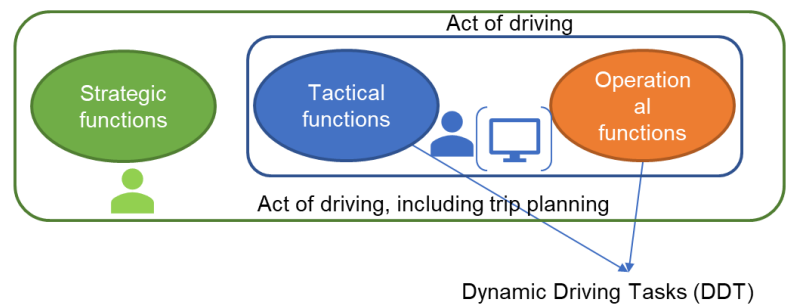 Act of driving
Strategic
functions
Tactical
functions
Operation
al
functions
Act of driving, including trip planning
Dynamic Driving Tasks (DDT)